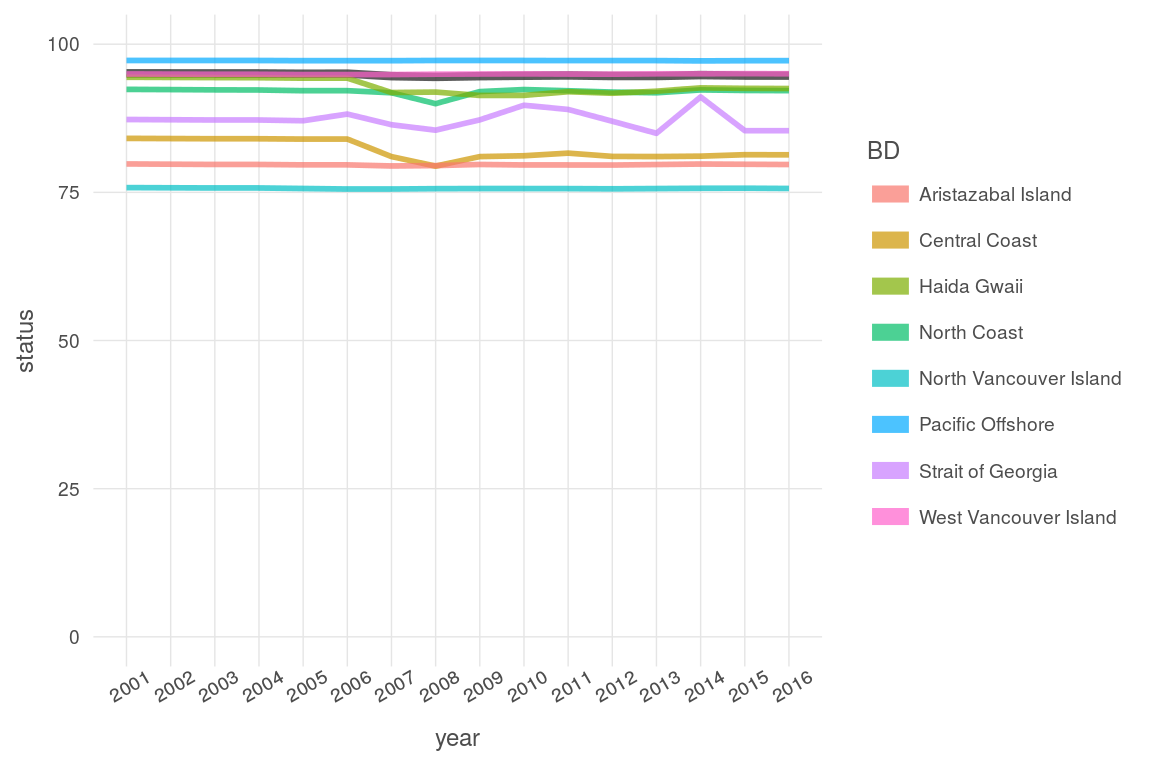 100
75
50
25
0
status
2001 2002 2003 2004 2005 2006 2007 2008 2009 2010 2011 2012 2013 2014 2015 2016
year
BD
Aristazabal Island
Central Coast
Haida Gwaii
North Coast
North Vancouver Island
Pacific Offshore
Strait of Georgia
West Vancouver Island